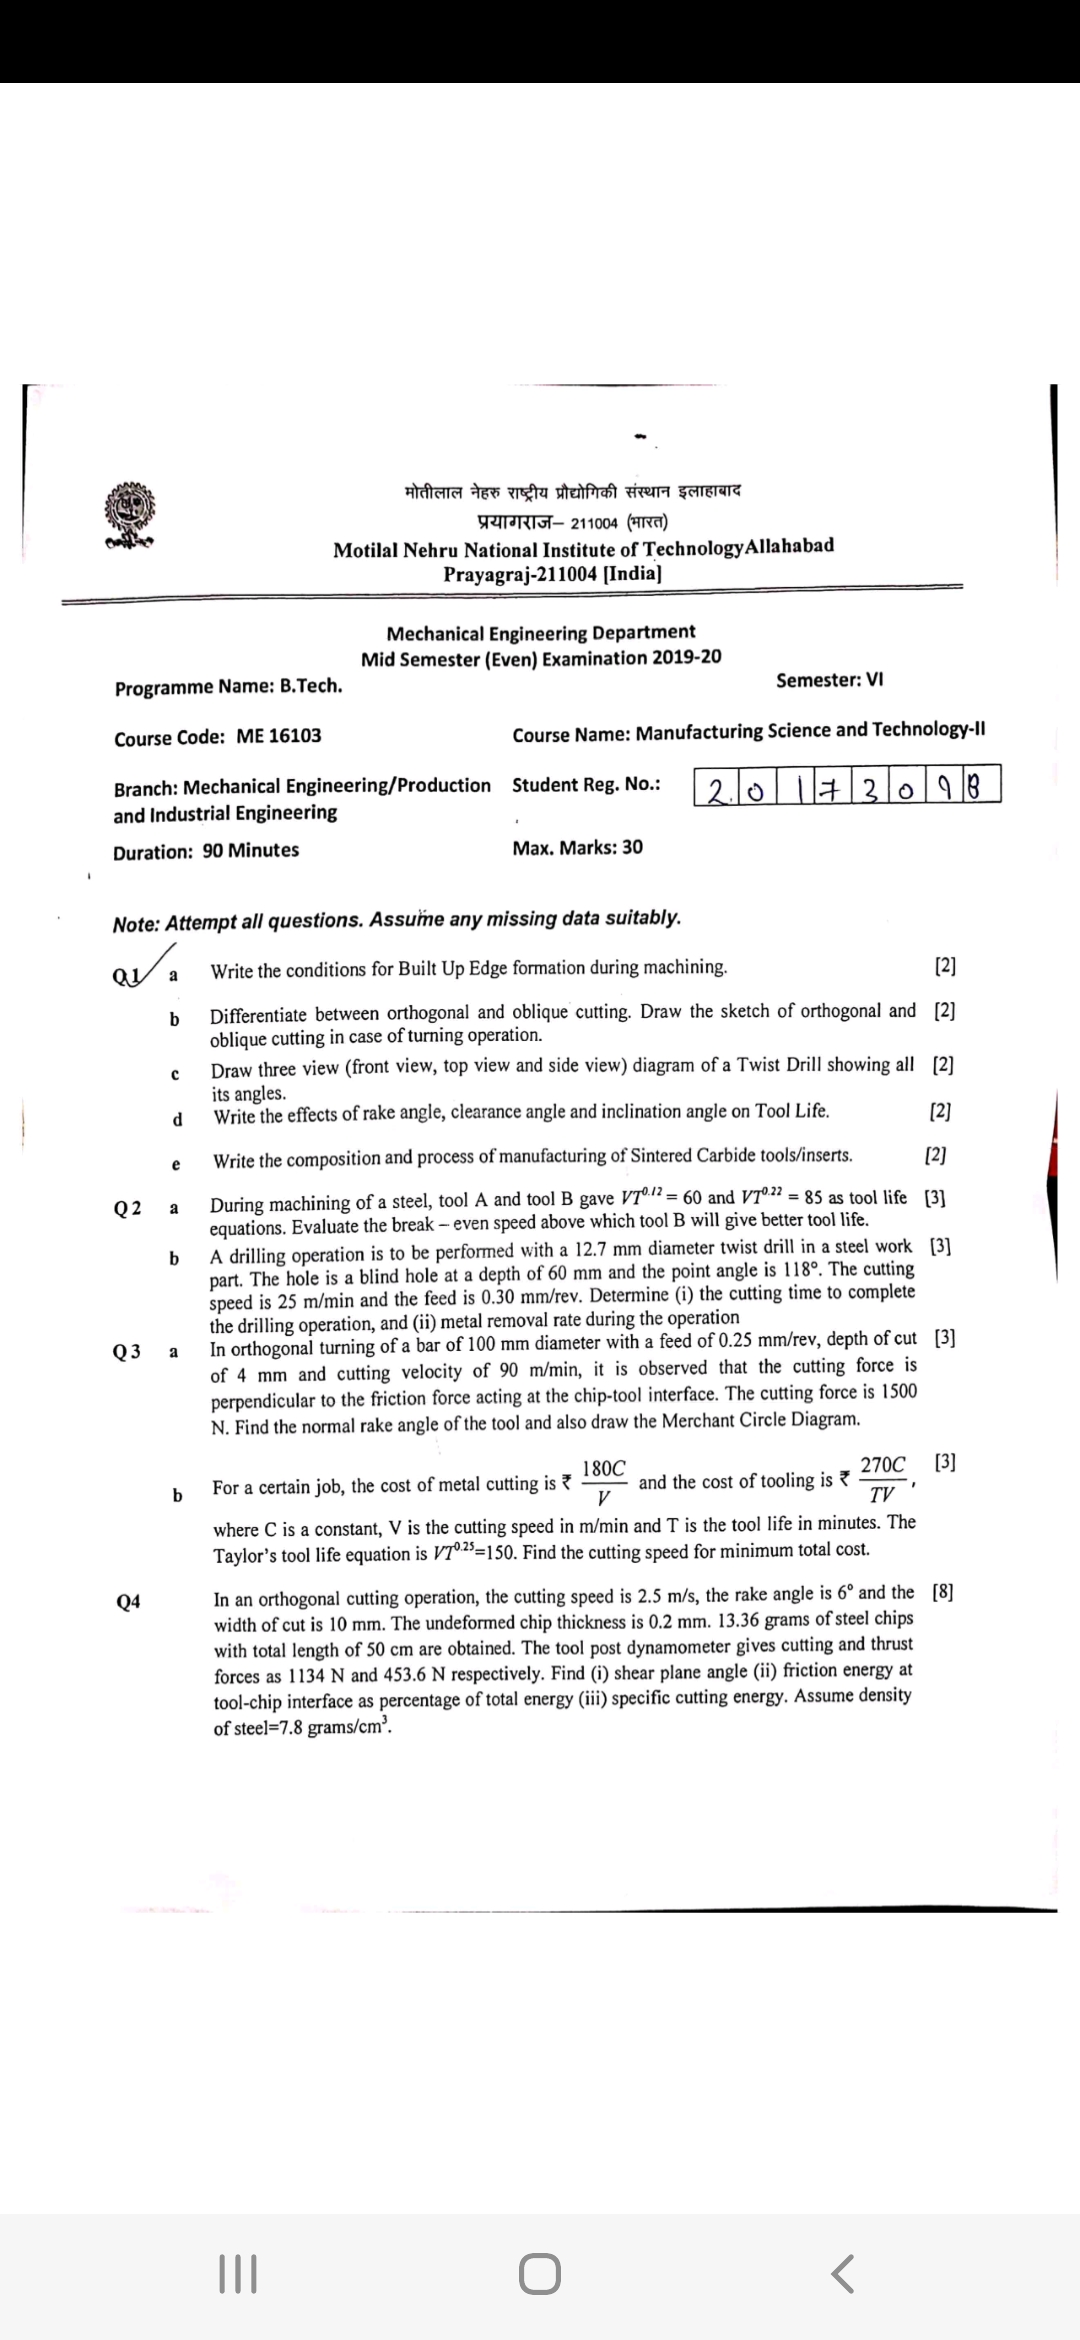 मोतीलाल नेहरु राष्ट्रीय प्रौद्योगिकी संस्थान इलाहाबाद
प्रयागराज– 211004 (भारत)
Motilal Nehru National Institute of Technology Allahabad
Prayagraj-211004 [India]
Mechanical Engineering Department
Mid Semester (Even) Examination 2019-20
Programme Name: B.Tech. Semester: VI
Course Code: ME 16103 Course Name: Manufacturing Science and Technology-II
Branch: Mechanical Engineering/Production Student Reg. No.: 20173098
and Industrial Engineering
Duration: 90 Minutes Max. Marks: 30
Note: Attempt all questions. Assume any missing data suitably.
Q1 a Write the conditions for Built Up Edge formation during machining. [2]
b Differentiate between orthogonal and oblique cutting. Draw the sketch of orthogonal and [2]
oblique cutting in case of turning operation.
c Draw three view (front view, top view and side view) diagram of a Twist Drill showing all [2]
its angles.
d Write the effects of rake angle, clearance angle and inclination angle on Tool Life. [2]
e Write the composition and process of manufacturing of Sintered Carbide tools/inserts. [2]
Q 2 a During machining of a steel, tool A and tool B gave VT^0.12 = 60 and VT^0.22 = 85 as tool life [3]
equations. Evaluate the break – even speed above which tool B will give better tool life.
b A drilling operation is to be performed with a 12.7 mm diameter twist drill in a steel work [3]
part. The hole is a blind hole at a depth of 60 mm and the point angle is 118°. The cutting
speed is 25 m/min and the feed is 0.30 mm/rev. Determine (i) the cutting time to complete
the drilling operation, and (ii) metal removal rate during the operation
Q 3 a In orthogonal turning of a bar of 100 mm diameter with a feed of 0.25 mm/rev, depth of cut [3]
of 4 mm and cutting velocity of 90 m/min, it is observed that the cutting force is
perpendicular to the friction force acting at the chip-tool interface. The cutting force is 1500
N. Find the normal rake angle of the tool and also draw the Merchant Circle Diagram.
b For a certain job, the cost of metal cutting is ₹ 180C/V and the cost of tooling is ₹ 270C/TV, [3]
where C is a constant, V is the cutting speed in m/min and T is the tool life in minutes. The
Taylor's tool life equation is VT^0.25=150. Find the cutting speed for minimum total cost.
Q4 In an orthogonal cutting operation, the cutting speed is 2.5 m/s, the rake angle is 6° and the [8]
width of cut is 10 mm. The undeformed chip thickness is 0.2 mm. 13.36 grams of steel chips
with total length of 50 cm are obtained. The tool post dynamometer gives cutting and thrust
forces as 1134 N and 453.6 N respectively. Find (i) shear plane angle (ii) friction energy at
tool-chip interface as percentage of total energy (iii) specific cutting energy. Assume density
of steel=7.8 grams/cm³.